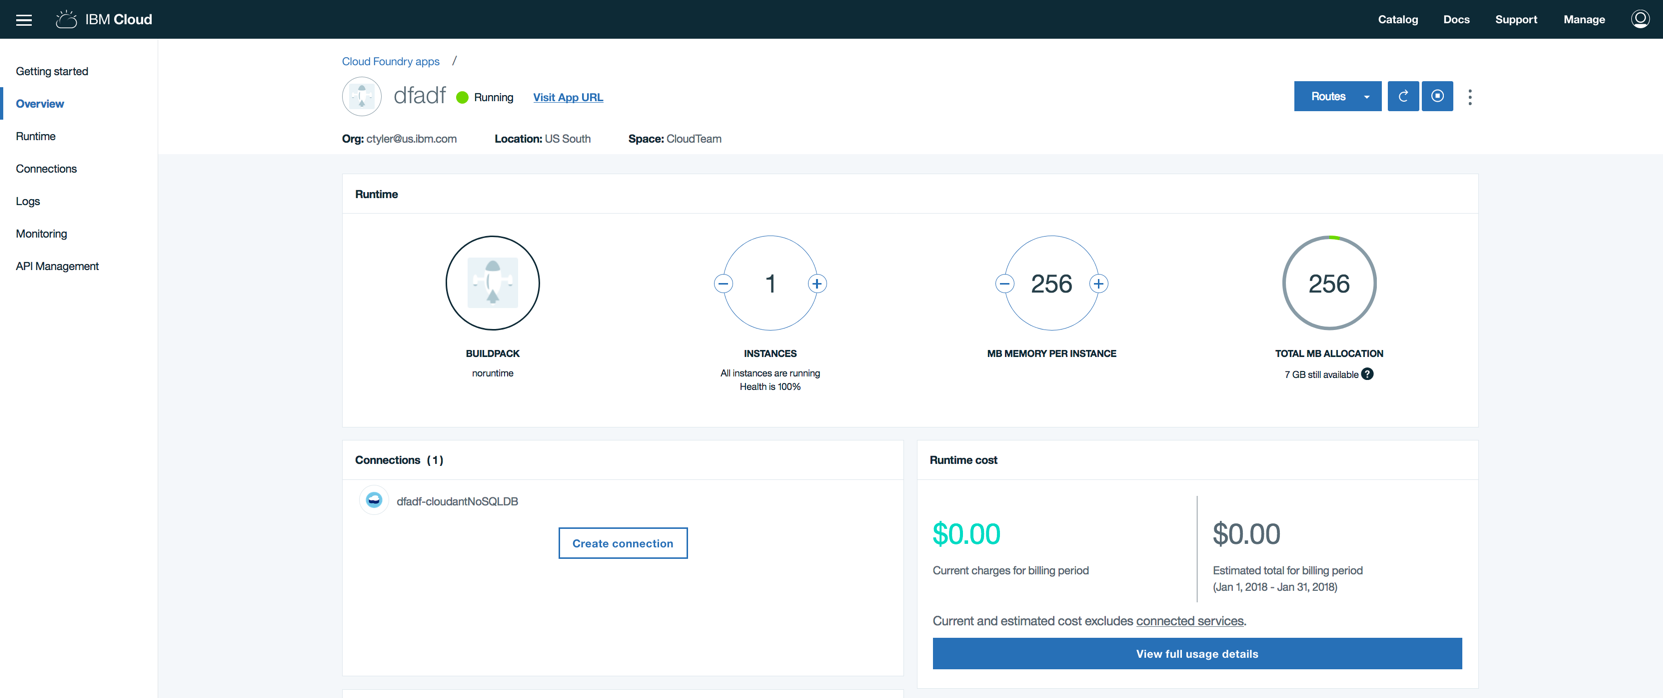 IBM Cloud
Catalog
Docs
Support
Manage
Getting started
Overview
Runtime
Connections
Logs
Monitoring
API Management
Cloud Foundry apps /
dfadf
Running
Visit App URL
Routes
Org: ctyler@us.ibm.com
Location: US South
Space: CloudTeam
Runtime
BUILDPACK
noruntime
1
INSTANCES
All instances are running
Health is 100%
256
MB MEMORY PER INSTANCE
256
TOTAL MB ALLOCATION
7 GB still available ?
Connections (1)
dfadf-cloudantNoSQLDB
Create connection
Runtime cost
$0.00
Current charges for billing period
$0.00
Estimated total for billing period
(Jan 1, 2018 - Jan 31, 2018)
Current and estimated cost excludes connected services.
View full usage details